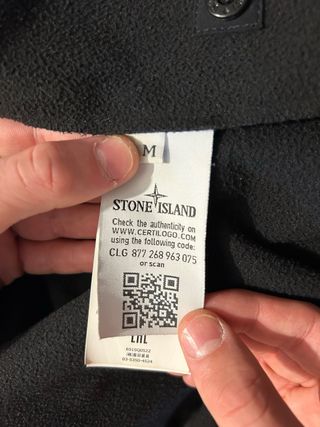 M
STONE ISLAND
Check the authenticity on
WWW.CERTILOGO.COM
using the following code:
CLG 877 268 963 075
or scan